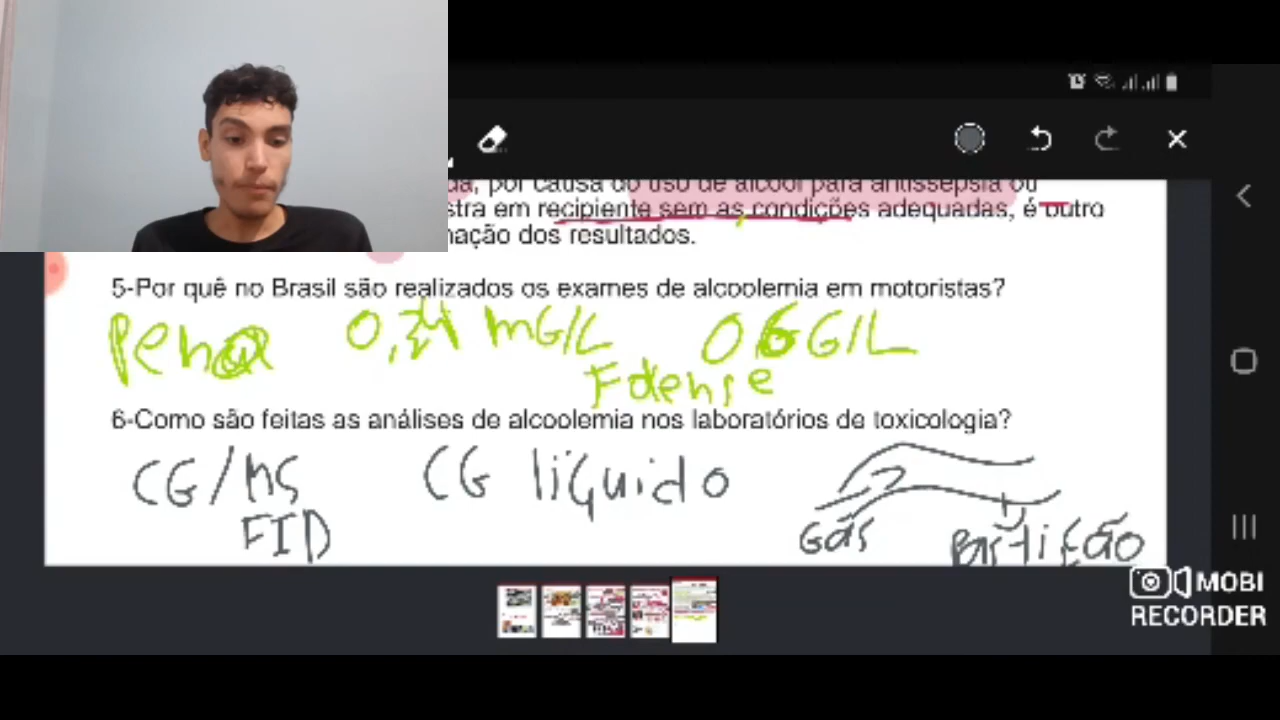 da, por causa do uso de álcool para antissepsia ou
stra em recipiente sem as condições adequadas, é outro
nação dos resultados.
5-Por quê no Brasil são realizados os exames de alcoolemia em motoristas?
0,34 mG/L 0,6 G/L
6-Como são feitas as análises de alcoolemia nos laboratórios de toxicologia?
CG/MS CG líquido
FID
Gás
MOBI
RECORDER